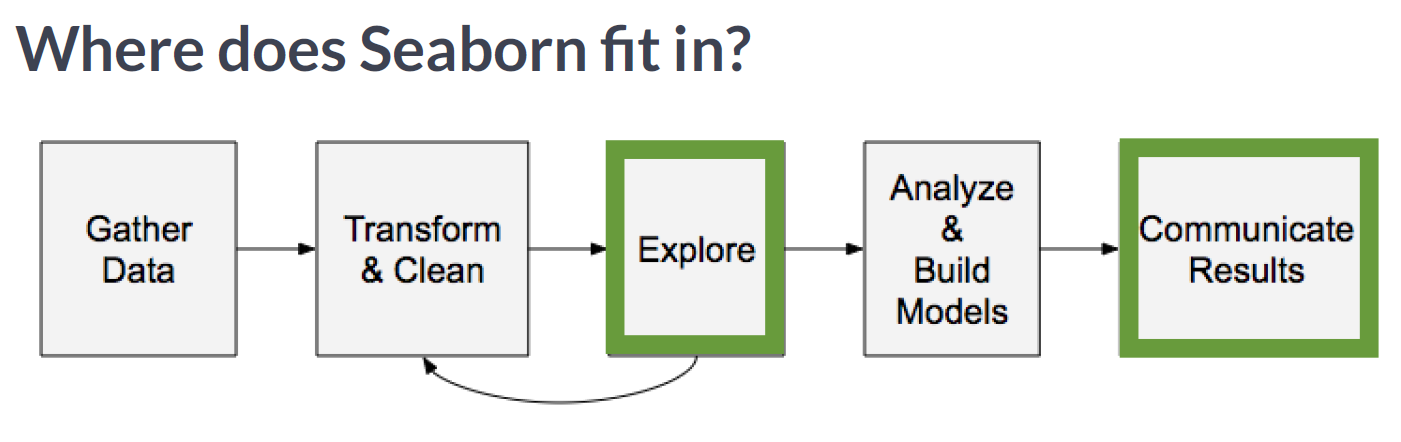 Where does Seaborn fit in?
Gather
Data
Transform
& Clean
Explore
Analyze
&
Build
Models
Communicate
Results